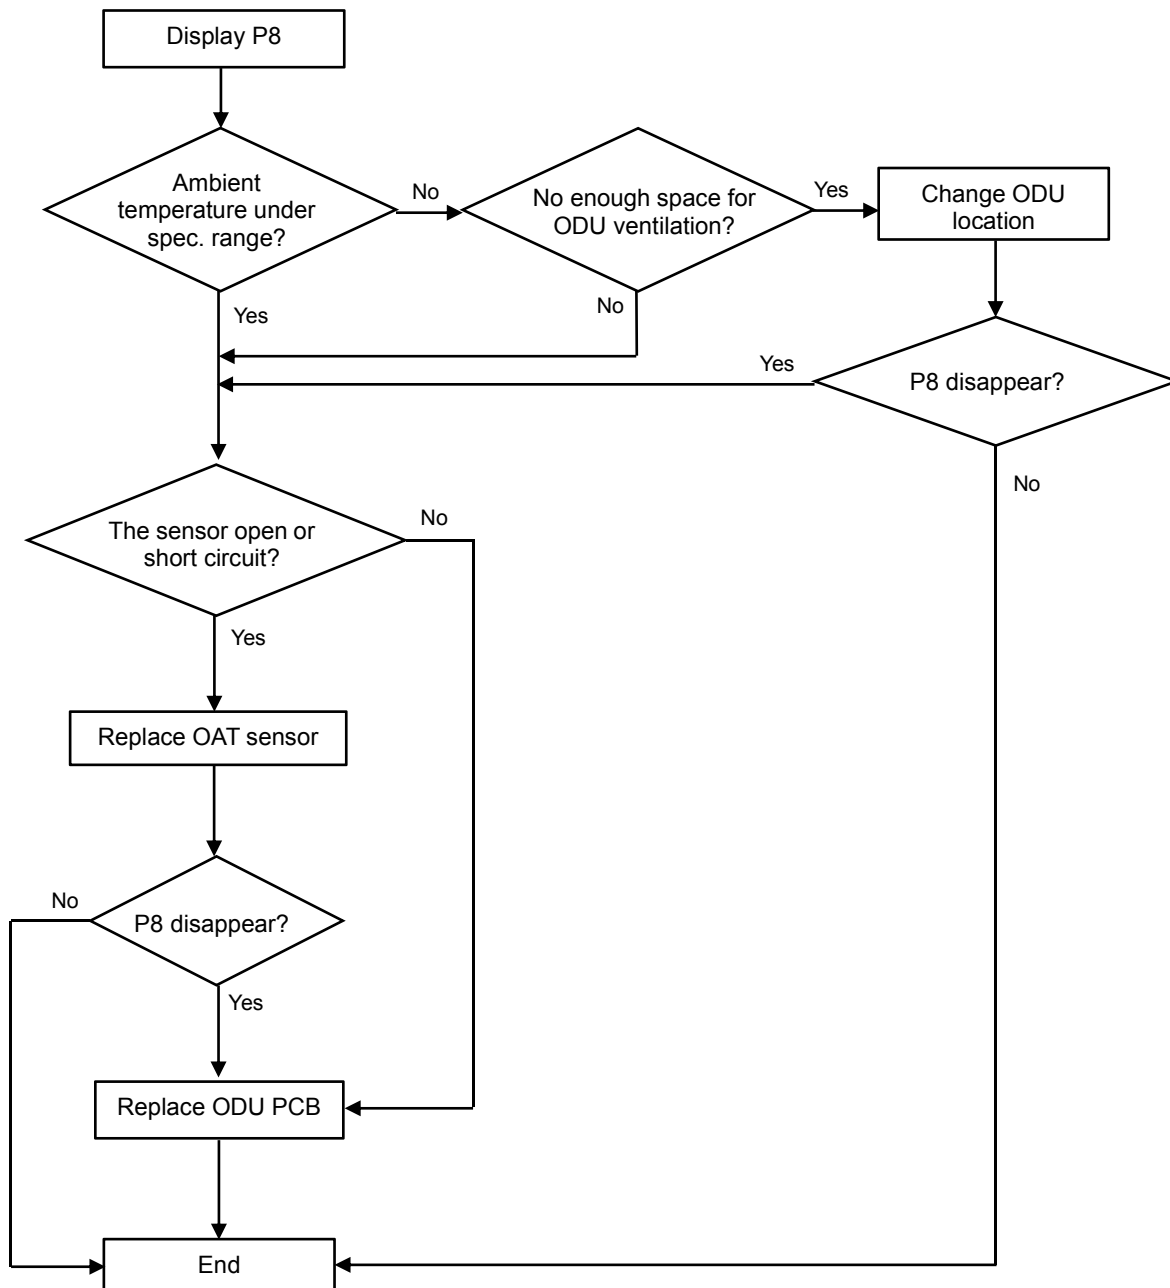 Display P8
Ambient
temperature under
spec. range?
No
No enough space for
ODU ventilation?
Yes
Change ODU
location
Yes
No
Yes
P8 disappear?
No
The sensor open or
short circuit?
No
Yes
Replace OAT sensor
No
P8 disappear?
Yes
Replace ODU PCB
End